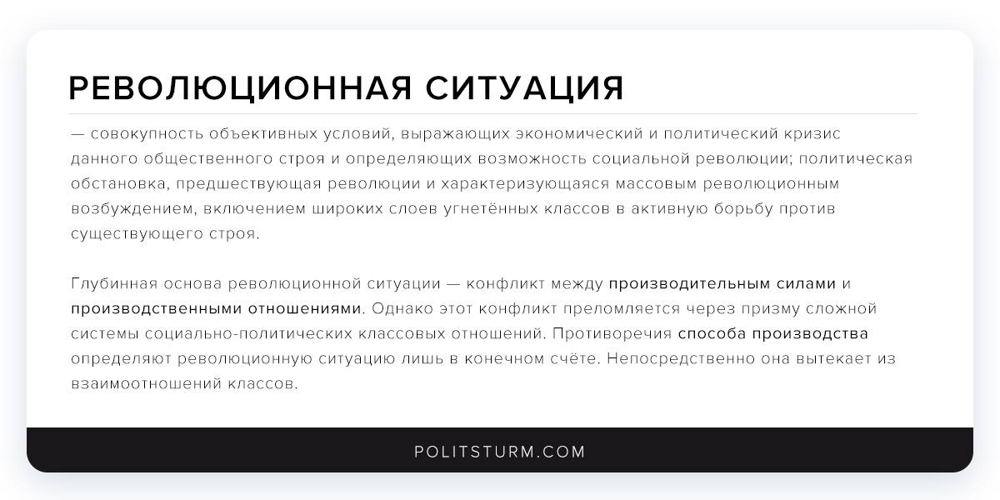 РЕВОЛЮЦИОННАЯ СИТУАЦИЯ
— совокупность объективных условий, выражающих экономический и политический кризис
данного общественного строя и определяющих возможность социальной революции; политическая
обстановка, предшествующая революции и характеризующаяся массовым революционным
возбуждением, включением широких слоев угнетённых классов в активную борьбу против
существующего строя.
Глубинная основа революционной ситуации — конфликт между производительным силами и
производственными отношениями. Однако этот конфликт преломляется через призму сложной
системы социально-политических классовых отношений. Противоречия способа производства
определяют революционную ситуацию лишь в конечном счёте. Непосредственно она вытекает из
взаимоотношений классов.
POLITSTURM.COM